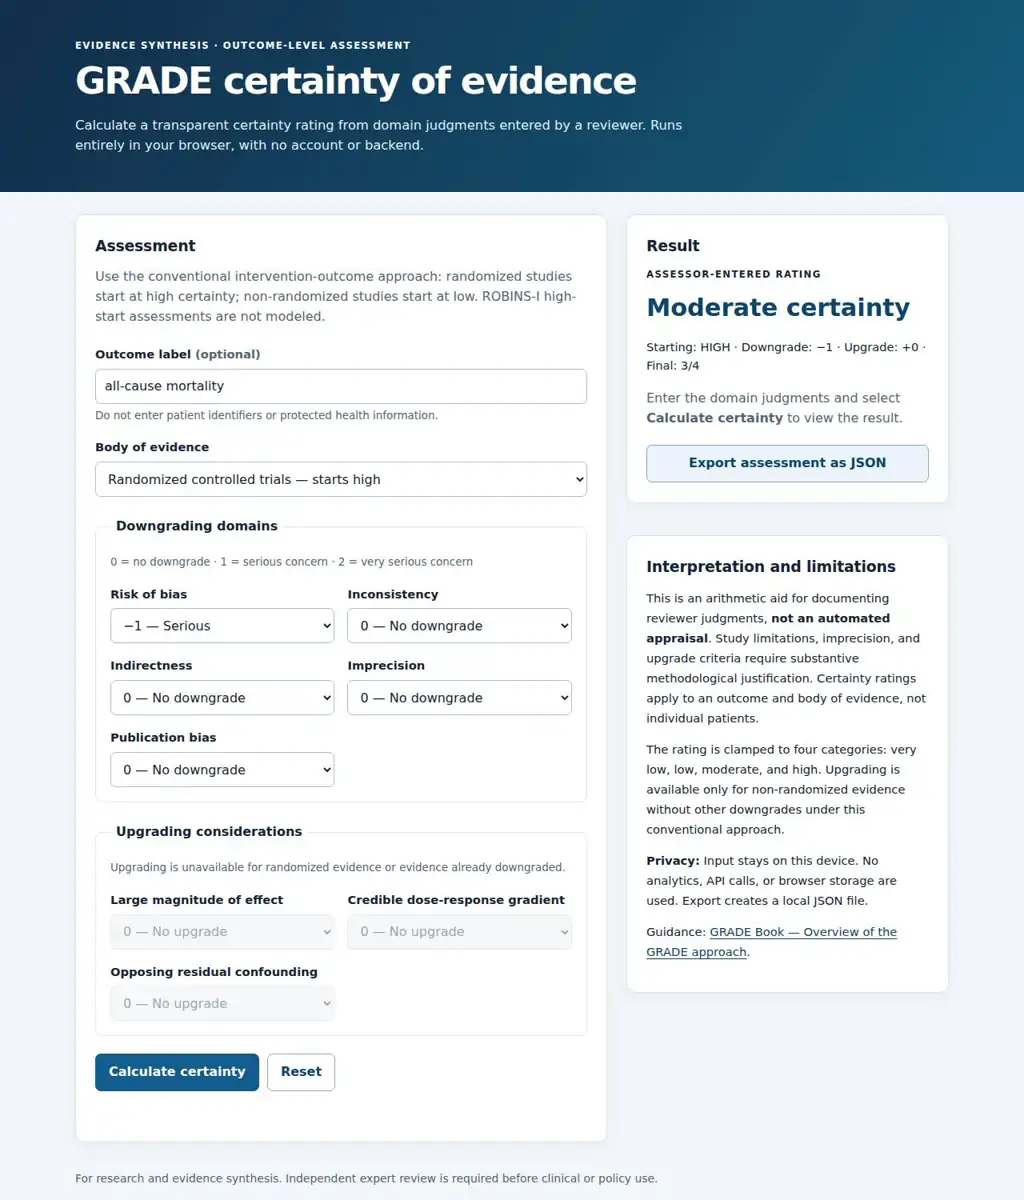 EVIDENCE SYNTHESIS · OUTCOME-LEVEL ASSESSMENT
GRADE certainty of evidence
Calculate a transparent certainty rating from domain judgments entered by a reviewer. Runs
entirely in your browser, with no account or backend.
Assessment
Use the conventional intervention-outcome approach: randomized studies
start at high certainty; non-randomized studies start at low. ROBINS-I high-
start assessments are not modeled.
Outcome label (optional)
all-cause mortality
Do not enter patient identifiers or protected health information.
Body of evidence
Randomized controlled trials — starts high
Downgrading domains
0 = no downgrade · 1 = serious concern · 2 = very serious concern
Risk of bias
−1 — Serious
Inconsistency
0 — No downgrade
Indirectness
0 — No downgrade
Imprecision
0 — No downgrade
Publication bias
0 — No downgrade
Upgrading considerations
Upgrading is unavailable for randomized evidence or evidence already downgraded.
Large magnitude of effect
0 — No upgrade
Credible dose-response gradient
0 — No upgrade
Opposing residual confounding
0 — No upgrade
Calculate certainty
Reset
Result
ASSESSOR-ENTERED RATING
Moderate certainty
Starting: HIGH · Downgrade: −1 · Upgrade: +0 ·
Final: 3/4
Enter the domain judgments and select
Calculate certainty to view the result.
Export assessment as JSON
Interpretation and limitations
This is an arithmetic aid for documenting
reviewer judgments, not an automated
appraisal. Study limitations, imprecision, and
upgrade criteria require substantive
methodological justification. Certainty ratings
apply to an outcome and body of evidence, not
individual patients.
The rating is clamped to four categories: very
low, low, moderate, and high. Upgrading is
available only for non-randomized evidence
without other downgrades under this
conventional approach.
Privacy: Input stays on this device. No
analytics, API calls, or browser storage are
used. Export creates a local JSON file.
Guidance: GRADE Book — Overview of the
GRADE approach.
For research and evidence synthesis. Independent expert review is required before clinical or policy use.